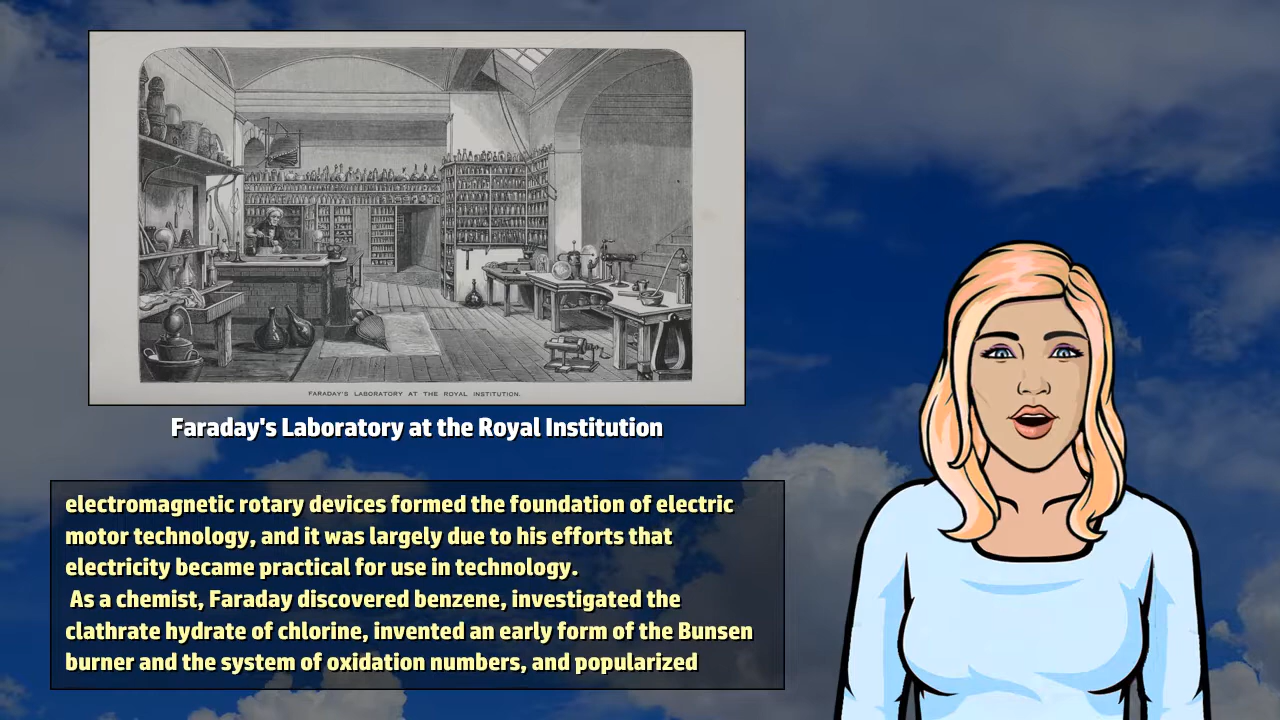 FARADAY'S LABORATORY AT THE ROYAL INSTITUTION.
Faraday's Laboratory at the Royal Institution
electromagnetic rotary devices formed the foundation of electric
motor technology, and it was largely due to his efforts that
electricity became practical for use in technology.
As a chemist, Faraday discovered benzene, investigated the
clathrate hydrate of chlorine, invented an early form of the Bunsen
burner and the system of oxidation numbers, and popularized